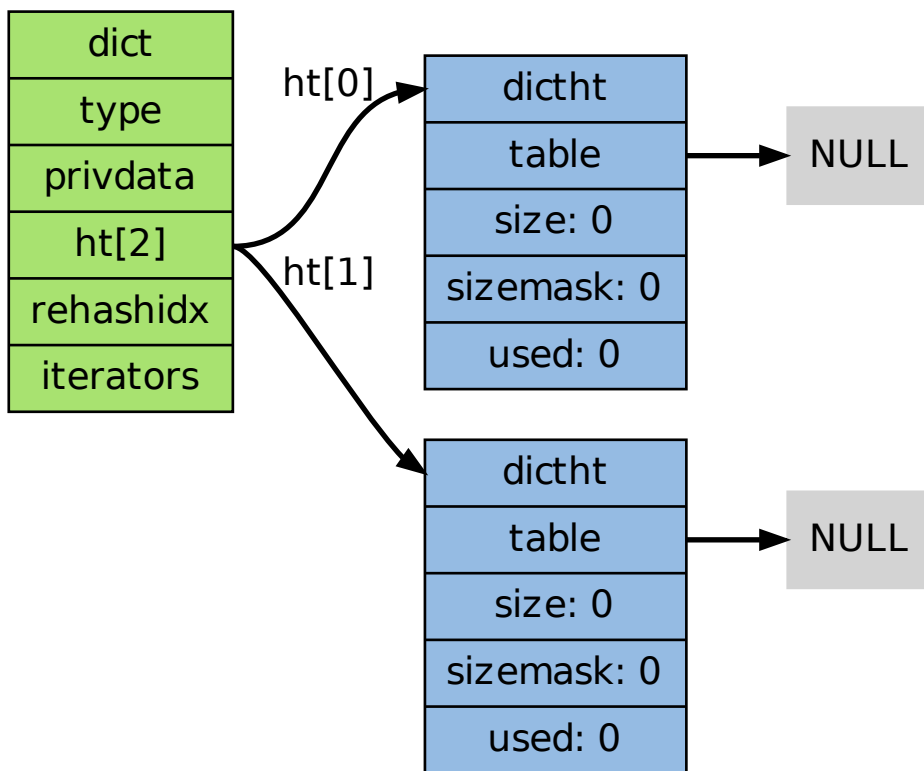 dict
type
privdata
ht[2]
rehashidx
iterators
ht[0]
ht[1]
dictht
table
size: 0
sizemask: 0
used: 0
NULL
dictht
table
size: 0
sizemask: 0
used: 0
NULL